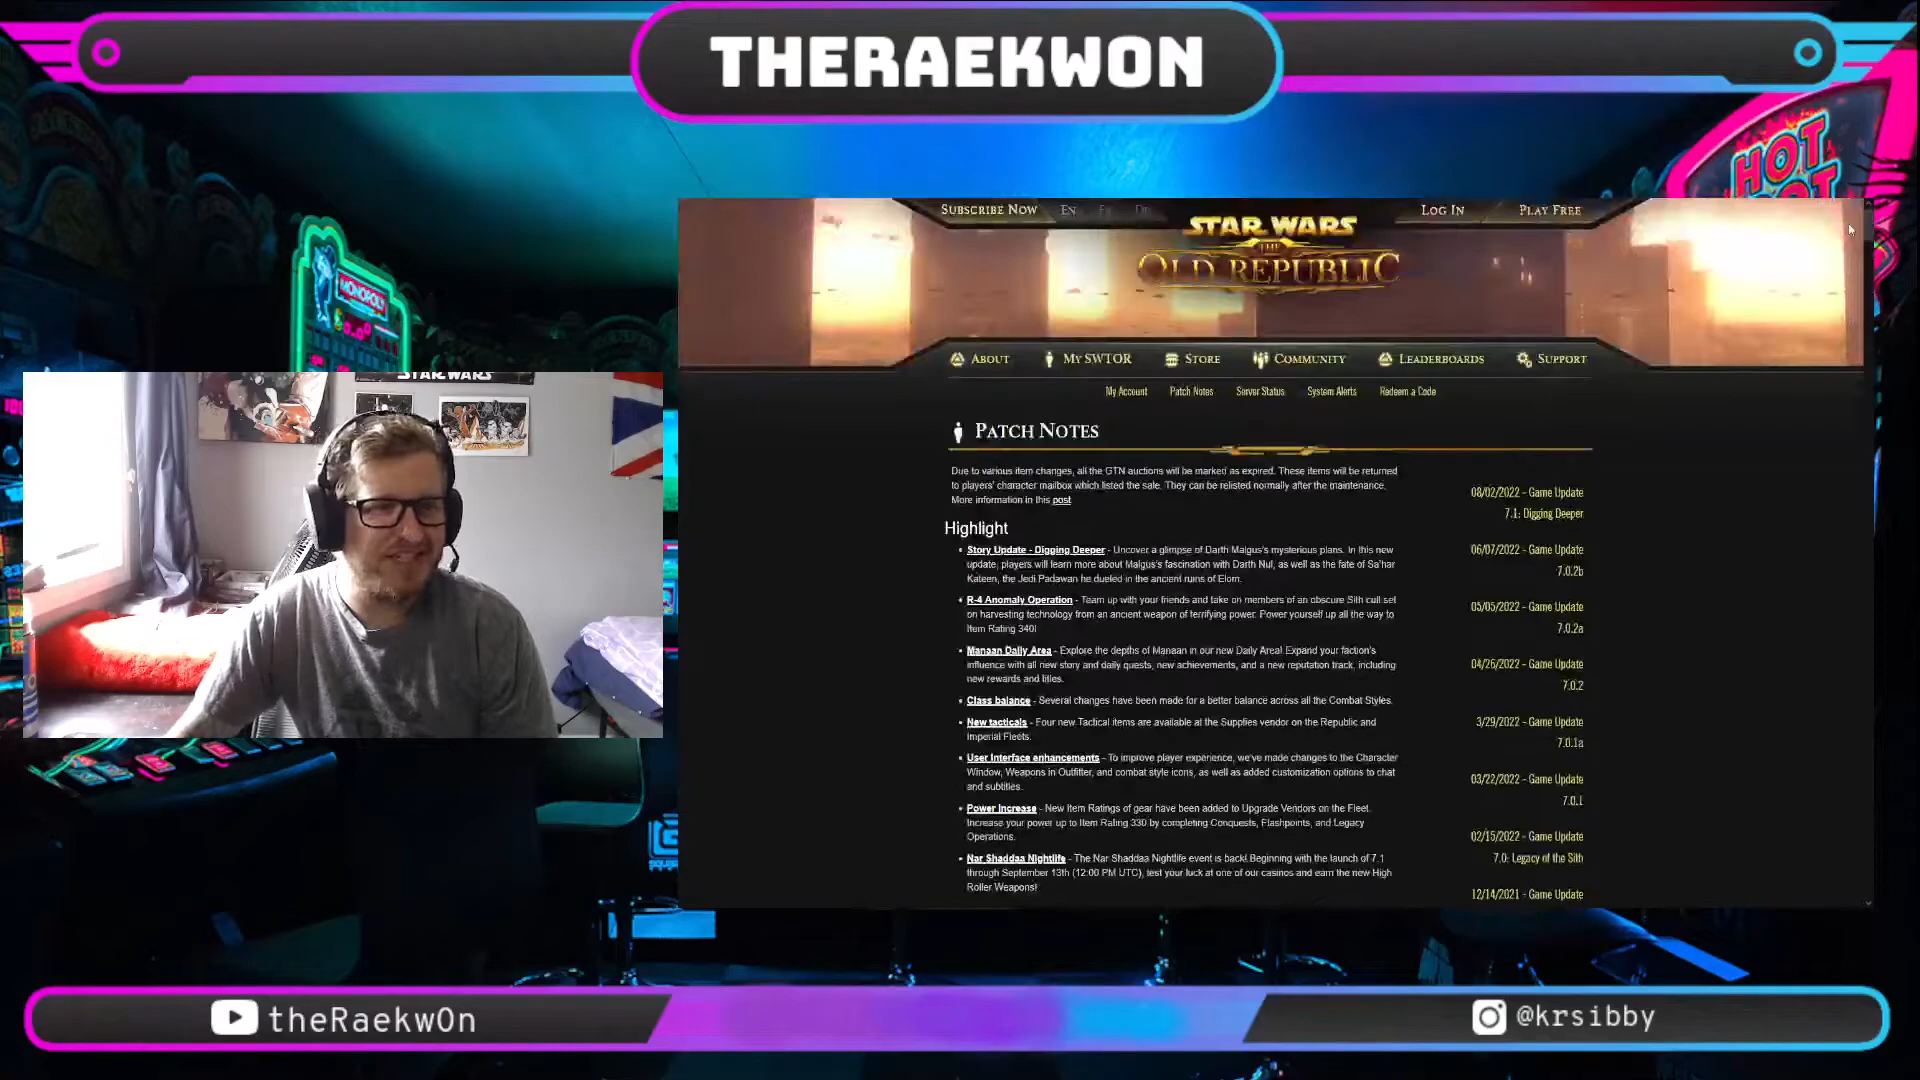 THERAEKWON
HOT
MONOPOLY
STAR WARS
SUBSCRIBE NOW
EN
LOG IN
PLAY FREE
STAR WARS
THE
OLD REPUBLIC
ABOUT
MY SWTOR
STORE
COMMUNITY
LEADERBOARDS
SUPPORT
My Account
Patch Notes
Server Status
System Alerts
Redeem a Code
PATCH NOTES
Due to various item changes, all the GTN auctions will be marked as expired. These items will be returned
to players' character mailbox which listed the sale. They can be relisted normally after the maintenance.
More information in this post
Highlight
• Story Update - Digging Deeper - Uncover a glimpse of Darth Malgus's mysterious plans. In this new
update, players will learn more about Malgus's fascination with Darth Nul, as well as the fate of Sa'har
Kateen, the Jedi Padawan he dueled in the ancient ruins of Elom.
• R-4 Anomaly Operation - Team up with your friends and take on members of an obscure Sith cult set
on harvesting technology from an ancient weapon of terrifying power. Power yourself up all the way to
Item Rating 340!
• Manaan Daily Area - Explore the depths of Manaan in our new Daily Area! Expand your faction's
influence with all new story and daily quests, new achievements, and a new reputation track, including
new rewards and titles.
• Class balance - Several changes have been made for a better balance across all the Combat Styles.
• New tacticals - Four new Tactical items are available at the Supplies vendor on the Republic and
Imperial Fleets.
• User Interface enhancements - To improve player experience, we've made changes to the Character
Window, Weapons in Outfitter, and combat style icons, as well as added customization options to chat
and subtitles.
• Power Increase - New Item Ratings of gear have been added to Upgrade Vendors on the Fleet.
Increase your power up to Item Rating 330 by completing Conquests, Flashpoints, and Legacy
Operations.
• Nar Shaddaa Nightlife - The Nar Shaddaa Nightlife event is back! Beginning with the launch of 7.1
through September 13th (12:00 PM UTC), test your luck at one of our casinos and earn the new High
Roller Weapons!
08/02/2022 - Game Update
7.1: Digging Deeper
06/07/2022 - Game Update
7.0.2b
05/05/2022 - Game Update
7.0.2a
04/26/2022 - Game Update
7.0.2
3/29/2022 - Game Update
7.0.1a
03/22/2022 - Game Update
7.0.1
02/15/2022 - Game Update
7.0: Legacy of the Sith
12/14/2021 - Game Update
theRaekw0n
@krsibby